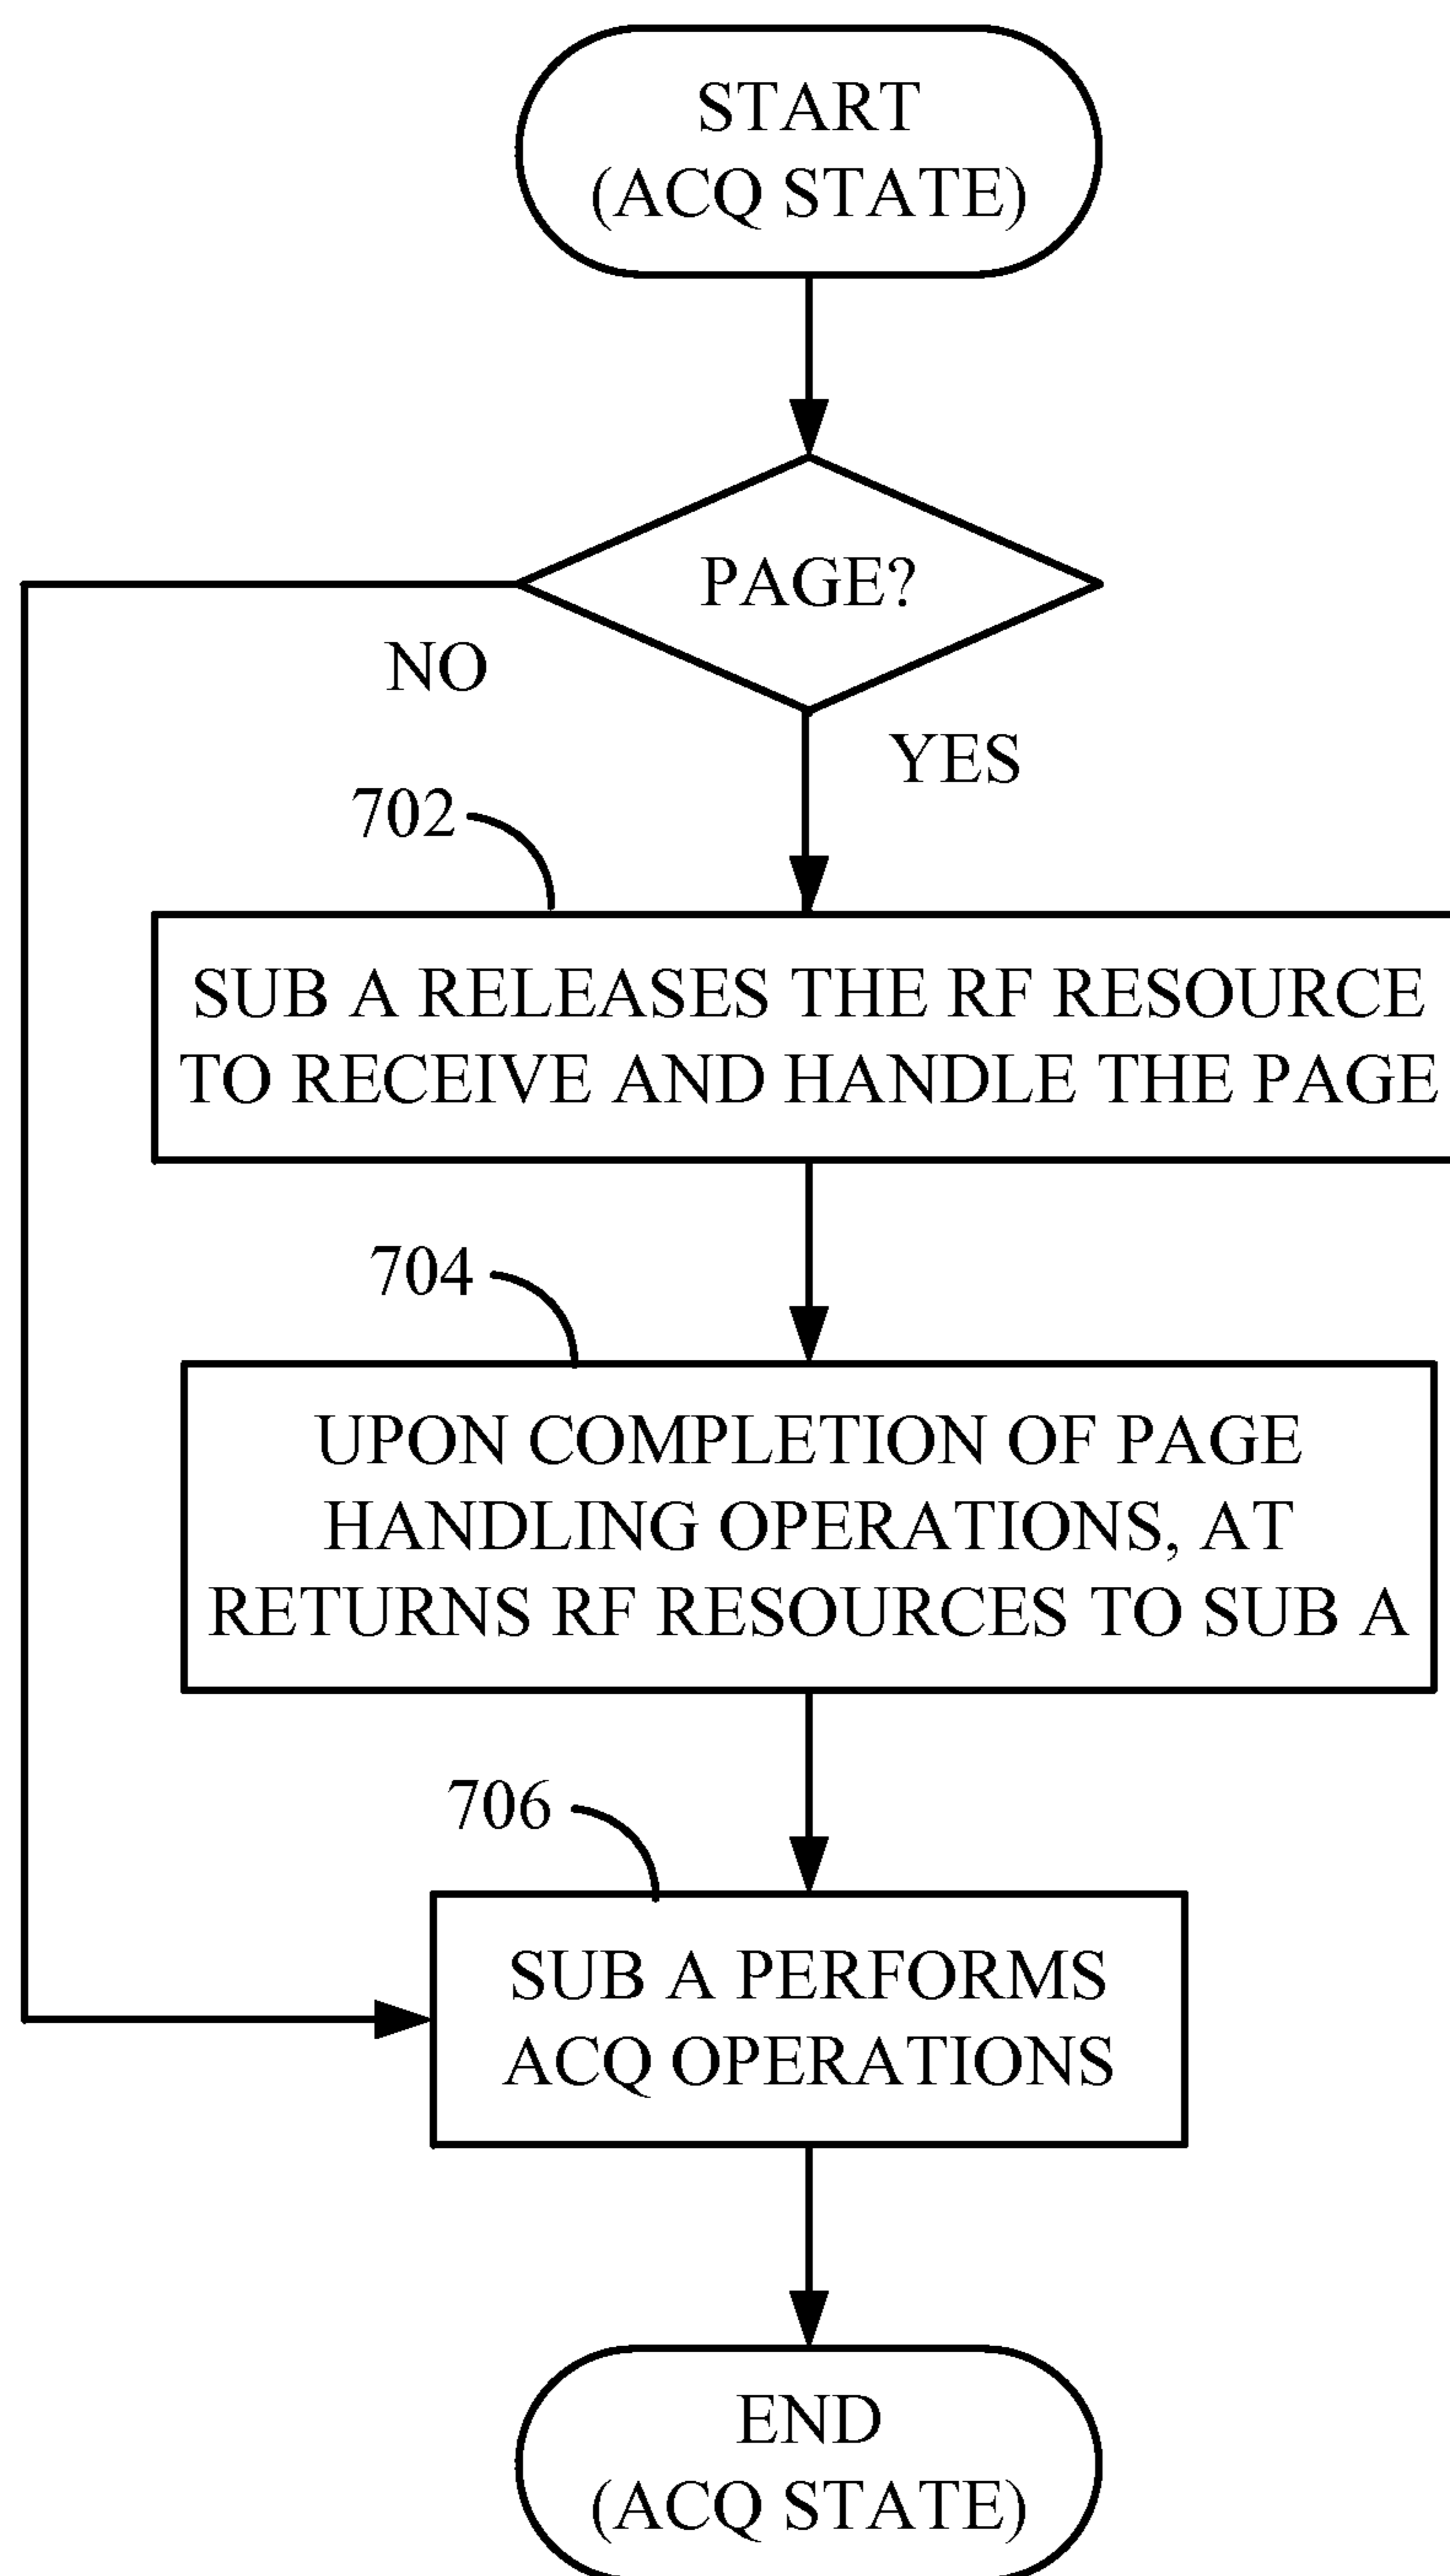 START
(ACQ STATE)
PAGE?
NO
YES
702
SUB A RELEASES THE RF RESOURCE
TO RECEIVE AND HANDLE THE PAGE
704
UPON COMPLETION OF PAGE
HANDLING OPERATIONS, AT
RETURNS RF RESOURCES TO SUB A
706
SUB A PERFORMS
ACQ OPERATIONS
END
(ACQ STATE)